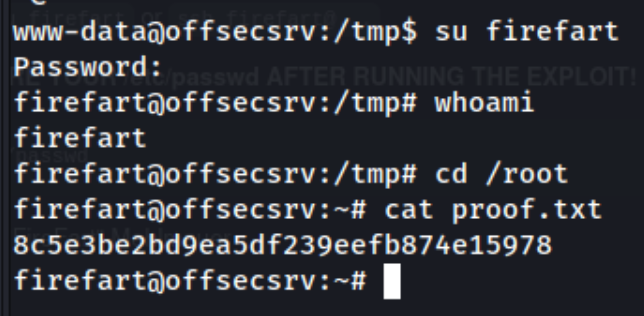 www-data@offsecsrv:/tmp$ su firefart
Password:
firefart@offsecsrv:/tmp# whoami
firefart
firefart@offsecsrv:/tmp# cd /root
firefart@offsecsrv:~# cat proof.txt
8c5e3be2bd9ea5df239eefb874e15978
firefart@offsecsrv:~#